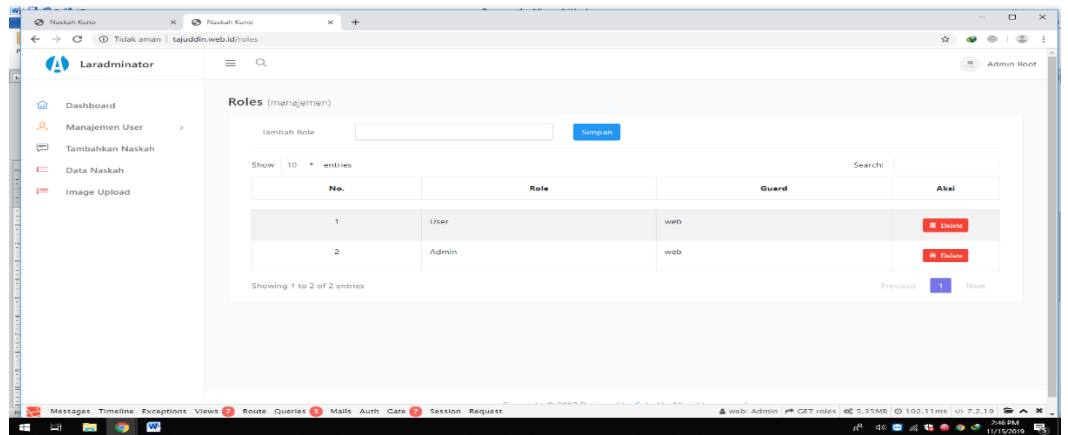 Naskah Kuno
Naskah Kuno
Tidak aman | tajuddin.web.id/roles
Laradminator
Admin Root
Dashboard
Manajemen User
Tambahkan Naskah
Data Naskah
Image Upload
Roles (manajemen)
Tambah Role
Simpan
Show 10 entries
Search:
No. Role Guard Aksi
1 User web Delete
2 Admin web Delete
Showing 1 to 2 of 2 entries
Previous 1 Next
Messages Timeline Exceptions Views 7 Route Queries 3 Mails Auth Gate 7 Session Request
web: Admin GET roles 5.35MB 102.11ms 7.2.19
2:46 PM
11/15/2019